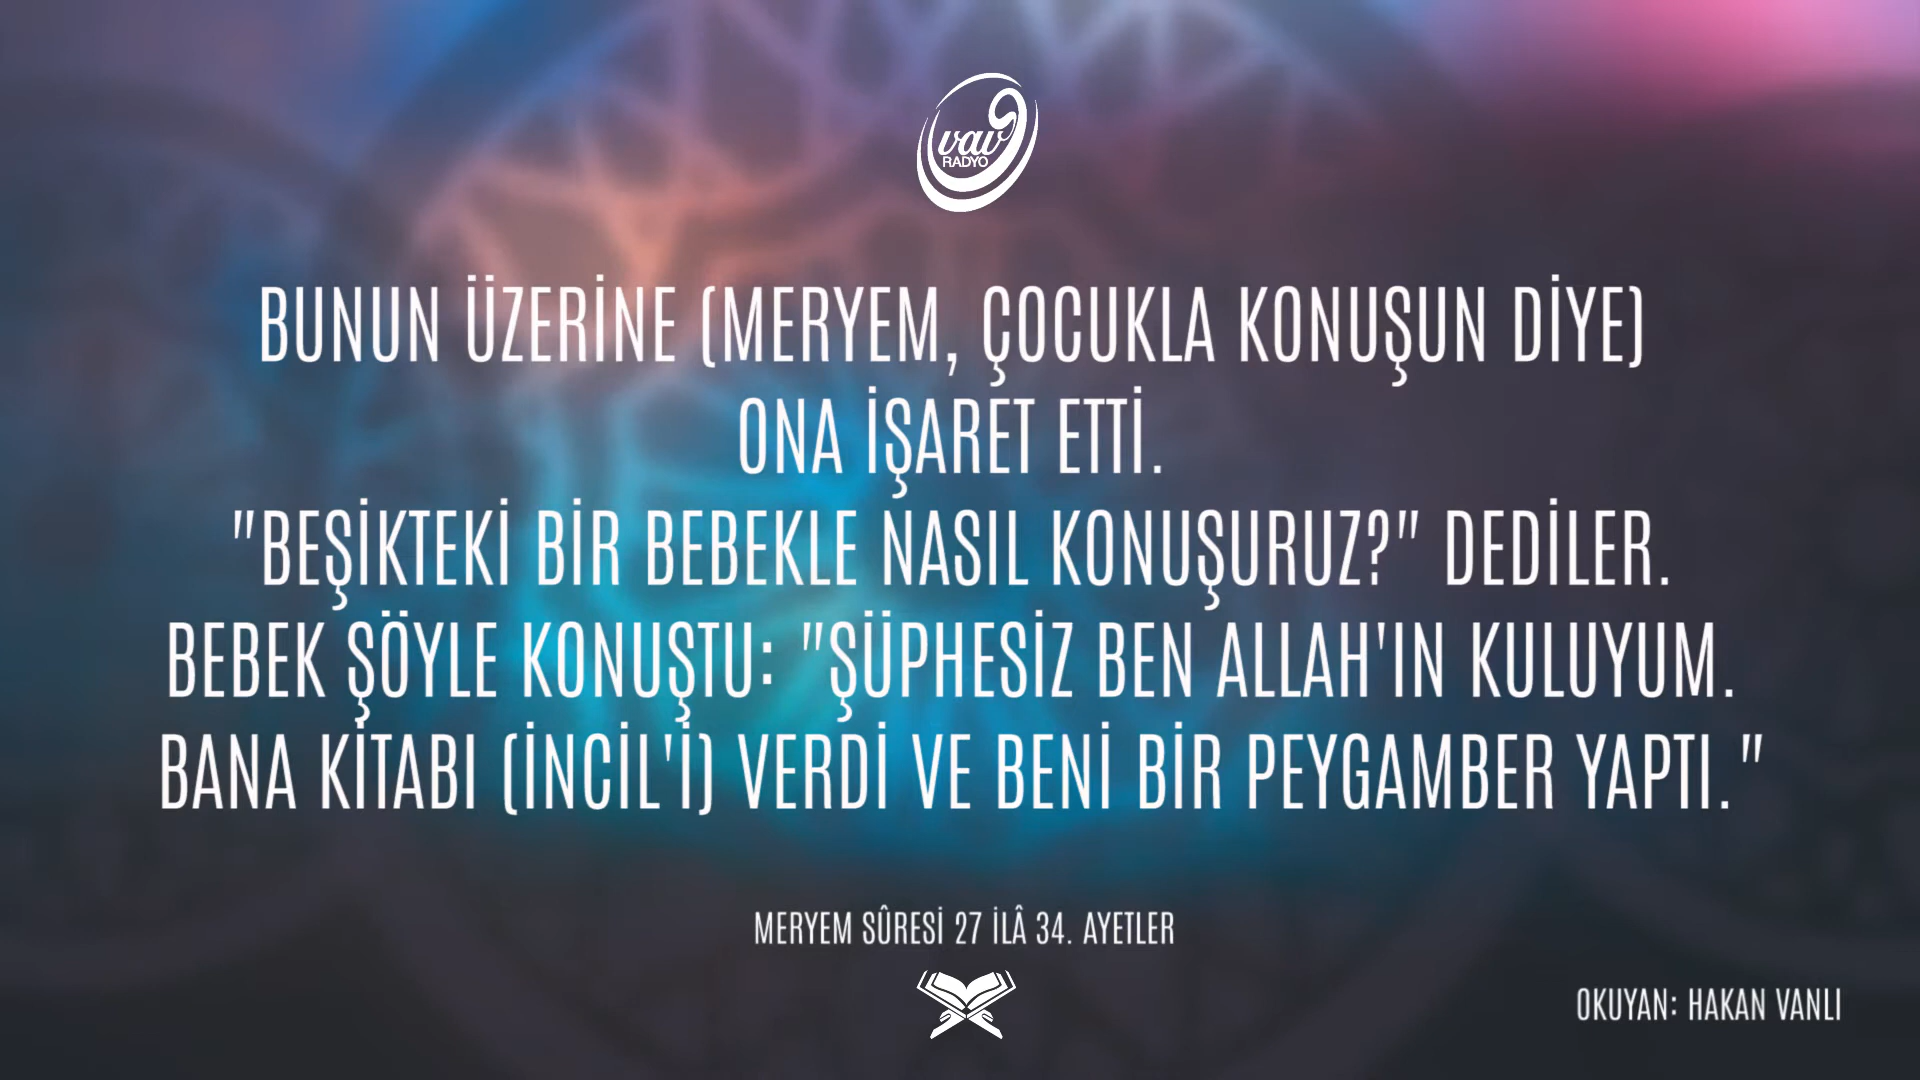 vav
RADYO
BUNUN ÜZERİNE (MERYEM, ÇOCUKLA KONUŞUN DİYE)
ONA İŞARET ETTİ.
"BEŞİKTEKİ BİR BEBEKLE NASIL KONUŞURUZ?" DEDİLER.
BEBEK ŞÖYLE KONUŞTU: "ŞÜPHESİZ BEN ALLAH'IN KULUYUM.
BANA KİTABI (İNCİL'İ) VERDİ VE BENİ BİR PEYGAMBER YAPTI."
MERYEM SÛRESİ 27 İLÂ 34. AYETLER
OKUYAN: HAKAN VANLI